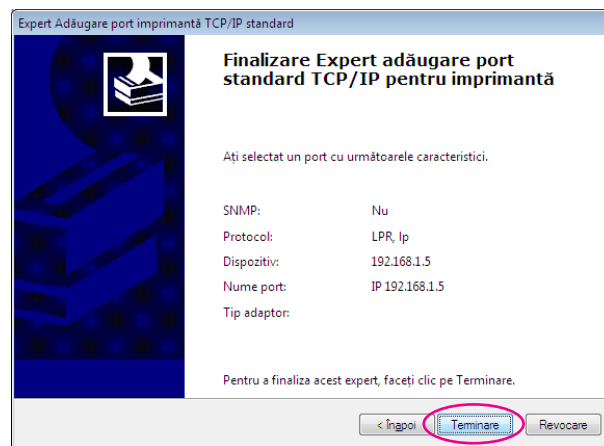 Expert Adăugare port imprimantă TCP/IP standard
Finalizare Expert adăugare port
standard TCP/IP pentru imprimantă
Ați selectat un port cu următoarele caracteristici.
SNMP: Nu
Protocol: LPR, lp
Dispozitiv: 192.168.1.5
Nume port: IP 192.168.1.5
Tip adaptor:
Pentru a finaliza acest expert, faceți clic pe Terminare.
< Înapoi Teminare Revocare